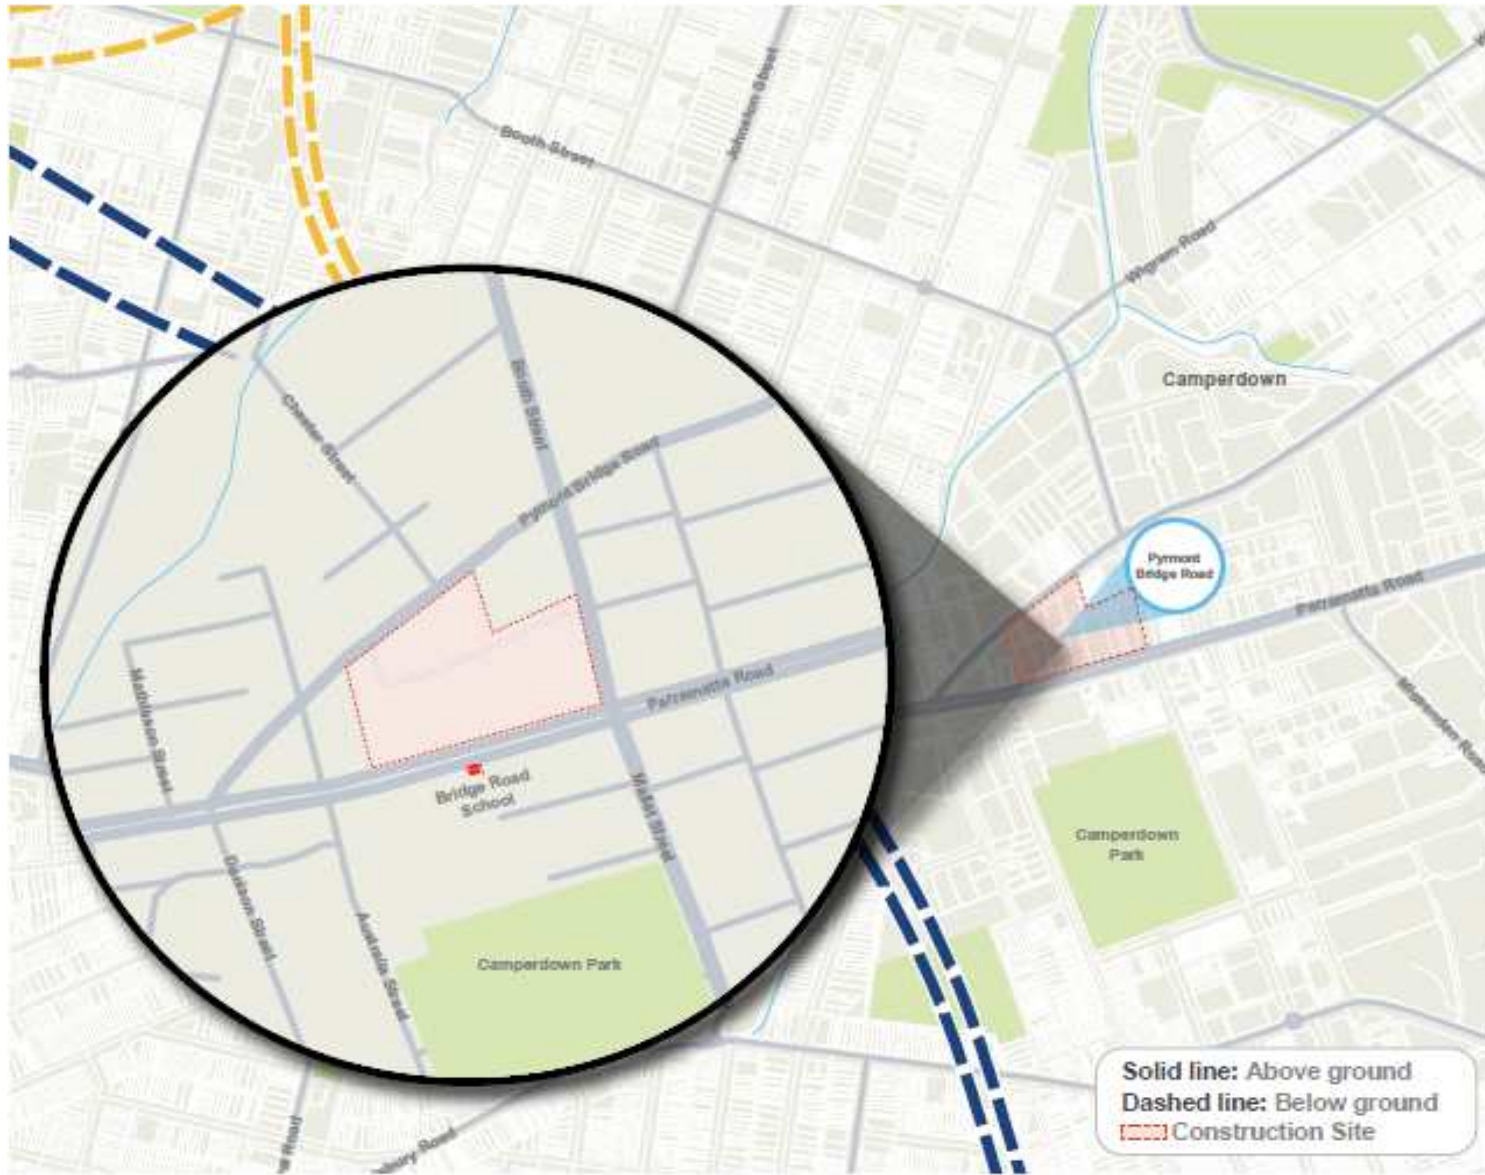 Booth Street
Johnston Street
Wigram Road
Camperdown
Pyrmont
Bridge Road
Parramatta Road
Camperdown
Park
Chester Street
Booth Street
Pyrmont Bridge Road
Parramatta Road
Mathieson Street
Bridge Road
School
Mallett Street
Denison Street
Australia Street
Camperdown Park
Road
Road
Solid line: Above ground
Dashed line: Below ground
Construction Site